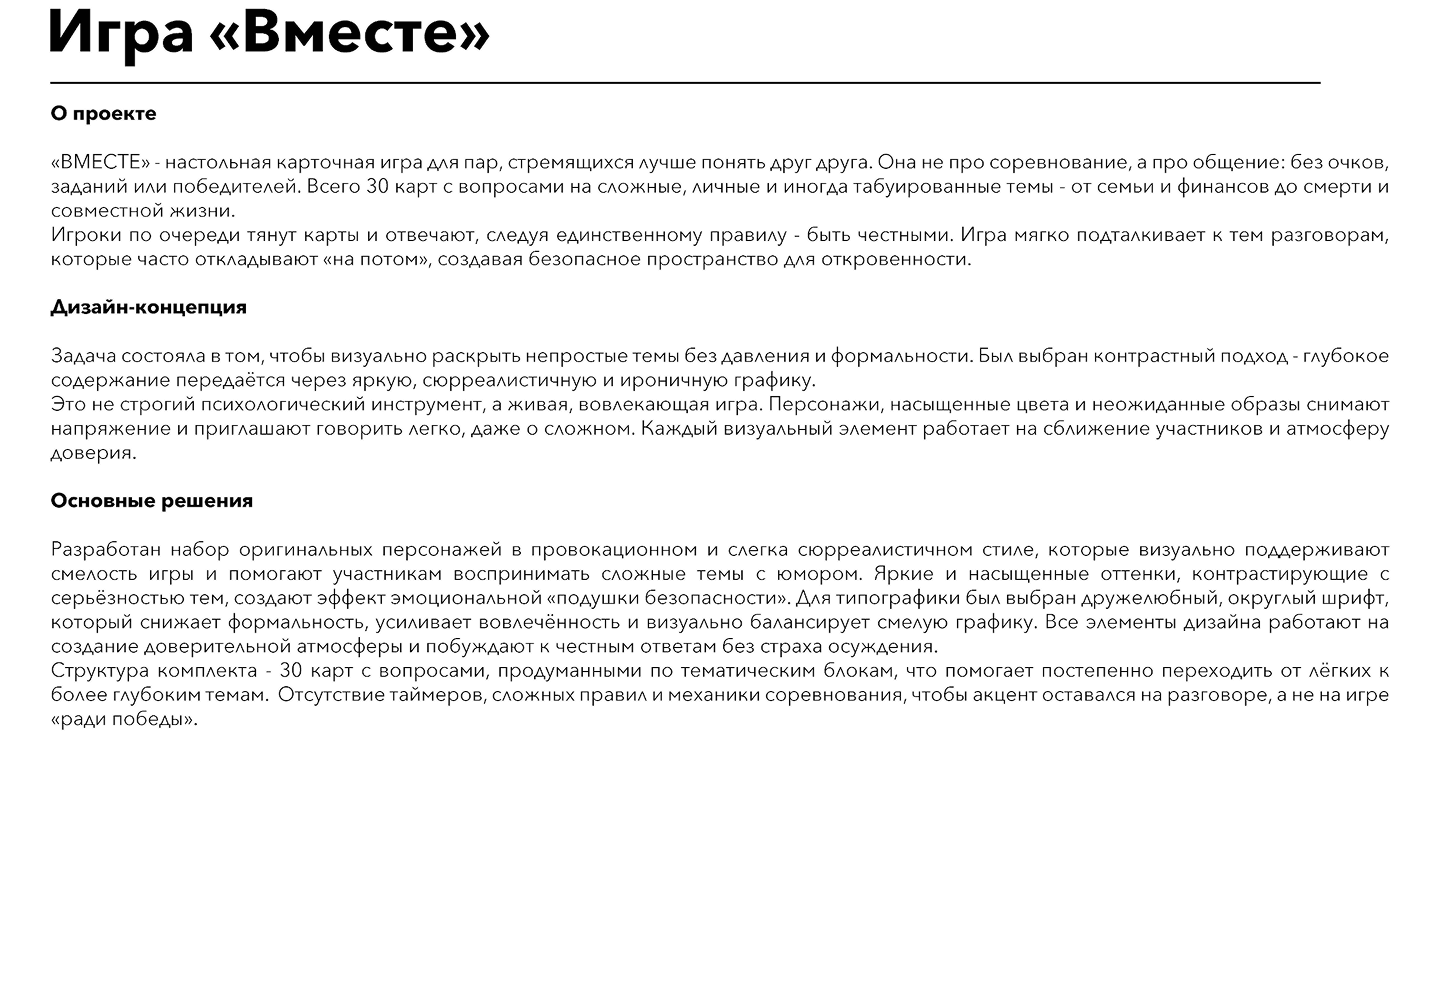 Игра «Вместе»
О проекте
«ВМЕСТЕ» - настольная карточная игра для пар, стремящихся лучше понять друг друга. Она не про соревнование, а про общение: без очков,
заданий или победителей. Всего 30 карт с вопросами на сложные, личные и иногда табуированные темы - от семьи и финансов до смерти и
совместной жизни.
Игроки по очереди тянут карты и отвечают, следуя единственному правилу - быть честными. Игра мягко подталкивает к тем разговорам,
которые часто откладывают «на потом», создавая безопасное пространство для откровенности.
Дизайн-концепция
Задача состояла в том, чтобы визуально раскрыть непростые темы без давления и формальности. Был выбран контрастный подход - глубокое
содержание передаётся через яркую, сюрреалистичную и ироничную графику.
Это не строгий психологический инструмент, а живая, вовлекающая игра. Персонажи, насыщенные цвета и неожиданные образы снимают
напряжение и приглашают говорить легко, даже о сложном. Каждый визуальный элемент работает на сближение участников и атмосферу
доверия.
Основные решения
Разработан набор оригинальных персонажей в провокационном и слегка сюрреалистичном стиле, которые визуально поддерживают
смелость игры и помогают участникам воспринимать сложные темы с юмором. Яркие и насыщенные оттенки, контрастирующие с
серьёзностью тем, создают эффект эмоциональной «подушки безопасности». Для типографики был выбран дружелюбный, округлый шрифт,
который снижает формальность, усиливает вовлечённость и визуально балансирует смелую графику. Все элементы дизайна работают на
создание доверительной атмосферы и побуждают к честным ответам без страха осуждения.
Структура комплекта - 30 карт с вопросами, продуманными по тематическим блокам, что помогает постепенно переходить от лёгких к
более глубоким темам. Отсутствие таймеров, сложных правил и механики соревнования, чтобы акцент оставался на разговоре, а не на игре
«ради победы».